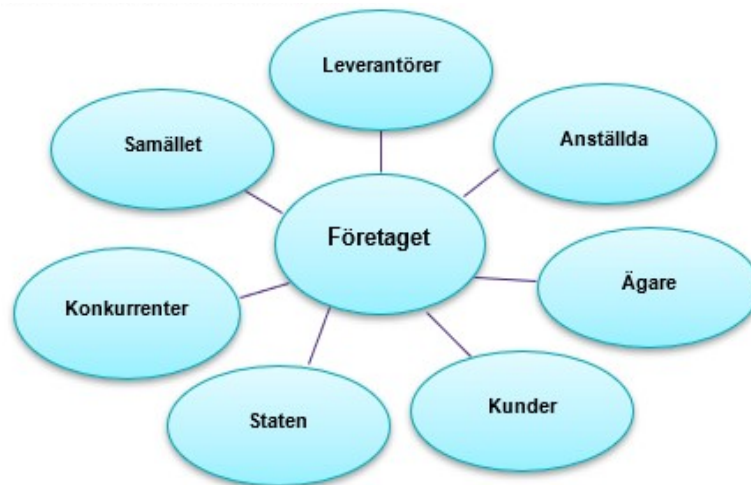 Leverantörer
Samället
Anställda
Företaget
Ägare
Konkurrenter
Kunder
Staten